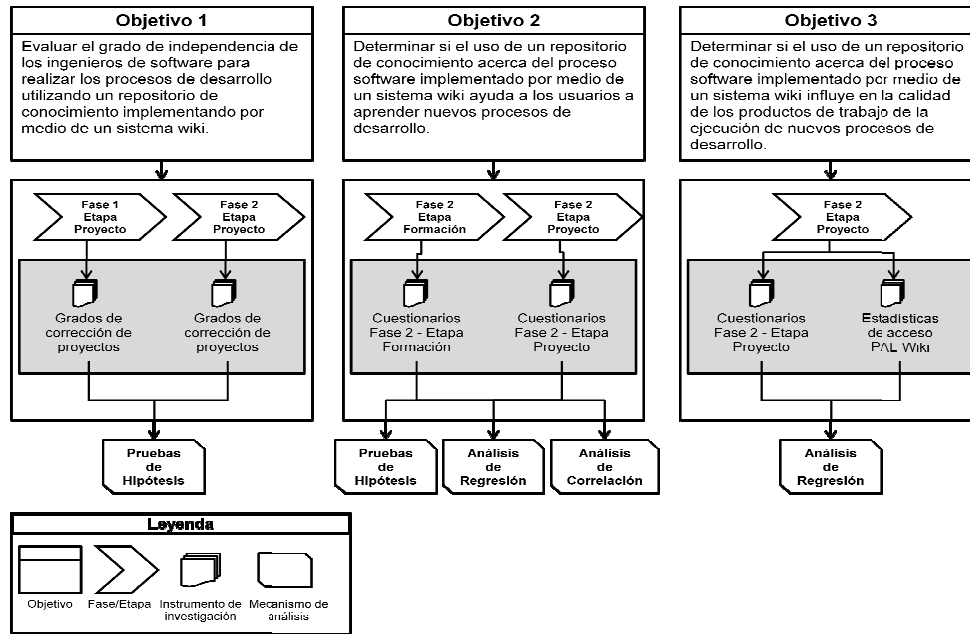 Objetivo 1
Evaluar el grado de independencia de
los ingenieros de software para
realizar los procesos de desarrollo
utilizando un repositorio de
conocimiento implementando por
medio de un sistema wiki.
Fase 1
Etapa
Proyecto
Fase 2
Etapa
Proyecto
Grados de
corrección de
proyectos
Grados de
corrección de
proyectos
Pruebas
de
Hipótesis
Objetivo 2
Determinar si el uso de un repositorio
de conocimiento acerca del proceso
software implementado por medio de
un sistema wiki ayuda a los usuarios a
aprender nuevos procesos de
desarrollo.
Fase 2
Etapa
Formación
Fase 2
Etapa
Proyecto
Cuestionarios
Fase 2 - Etapa
Formación
Cuestionarios
Fase 2 - Etapa
Proyecto
Pruebas
de
Hipótesis
Análisis
de
Regresión
Análisis
de
Correlación
Objetivo 3
Determinar si el uso de un repositorio
de conocimiento acerca del proceso
software implementado por medio de
un sistema wiki influye en la calidad
de los productos de trabajo de la
ejecución de nuevos procesos de
desarrollo.
Fase 2
Etapa
Proyecto
Cuestionarios
Fase 2 - Etapa
Proyecto
Estadísticas
de acceso
PAL Wiki
Análisis
de
Regresión
Leyenda
Objetivo
Fase/Etapa
Instrumento de
investigación
Mecanismo de
análisis